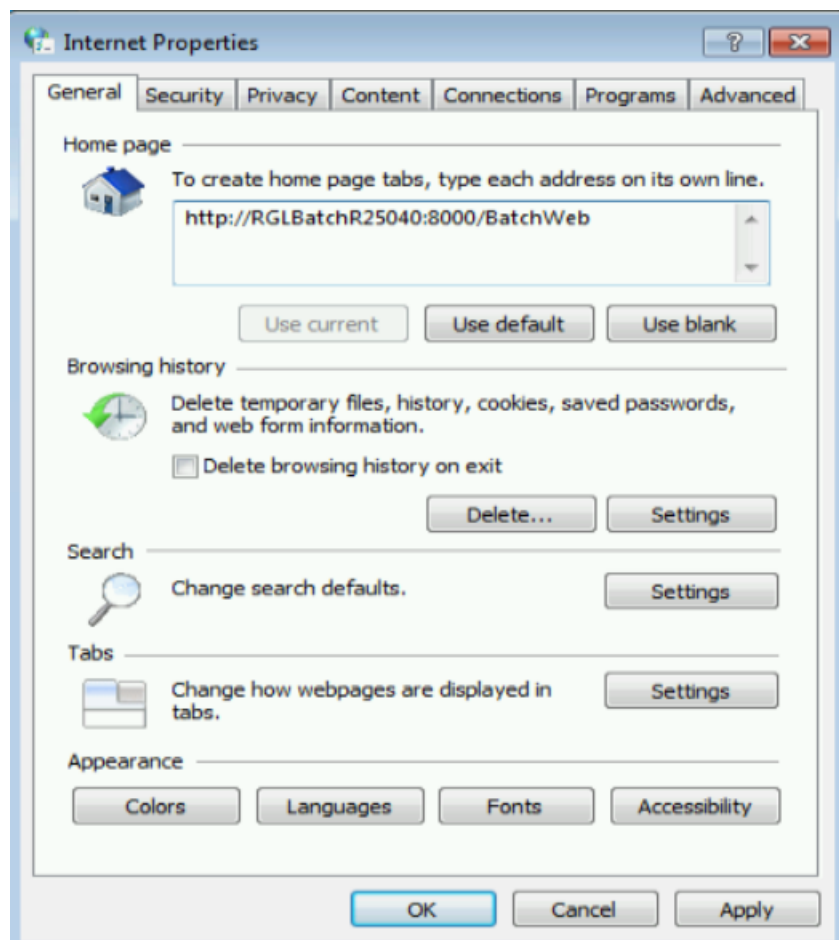 Internet Properties
General Security Privacy Content Connections Programs Advanced
Home page
To create home page tabs, type each address on its own line.
http://RGLBatchR25040:8000/BatchWeb
Use current Use default Use blank
Browsing history
Delete temporary files, history, cookies, saved passwords,
and web form information.
Delete browsing history on exit
Delete... Settings
Search
Change search defaults. Settings
Tabs
Change how webpages are displayed in
tabs.
Settings
Appearance
Colors Languages Fonts Accessibility
OK Cancel Apply